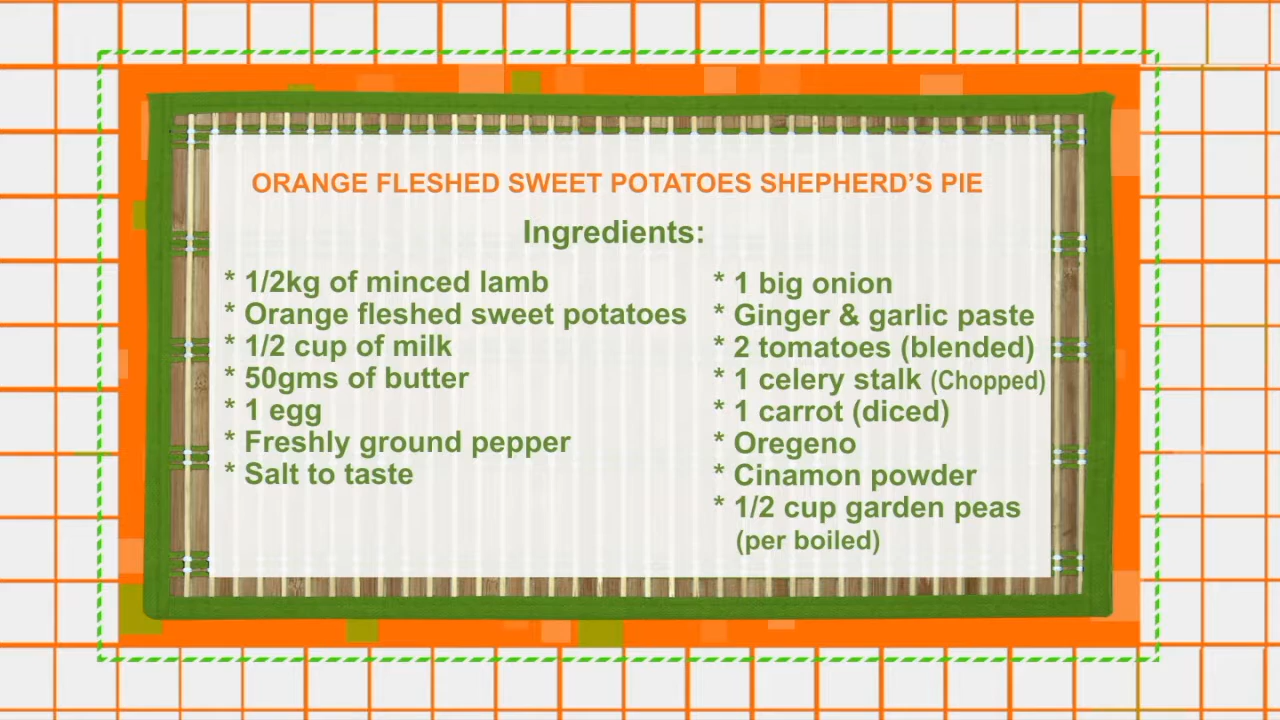 ORANGE FLESHED SWEET POTATOES SHEPHERD’S PIE
Ingredients:
* 1/2kg of minced lamb
* Orange fleshed sweet potatoes
* 1/2 cup of milk
* 50gms of butter
* 1 egg
* Freshly ground pepper
* Salt to taste
* 1 big onion
* Ginger & garlic paste
* 2 tomatoes (blended)
* 1 celery stalk (Chopped)
* 1 carrot (diced)
* Oregeno
* Cinamon powder
* 1/2 cup garden peas
(per boiled)